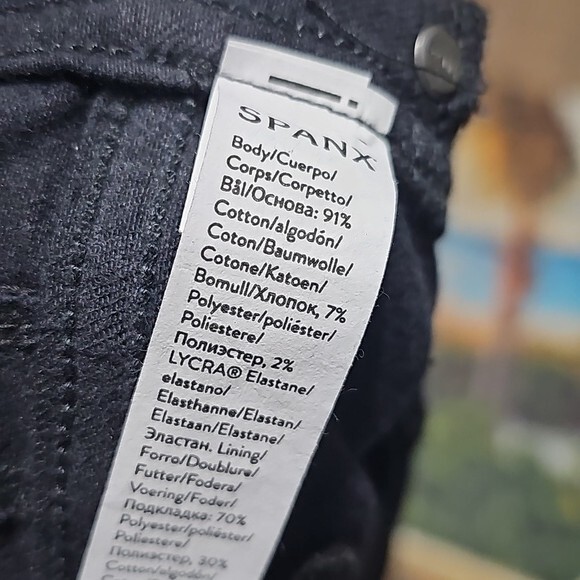 SPANX
Body/Cuerpo/
Corps/Corpetto/
Bål/Основа: 91%
Cotton/algodón/
Coton/Baumwolle/
Cotone/Katoen/
Bomull/Хлопок, 7%
Polyester/poliéster/
Poliestere/
Полиэстер, 2%
LYCRA® Elastane/
elastano/
Elasthanne/Elastan/
Elastaan/Elastane/
Эластан. Lining/
Forro/Doublure/
Futter/Fodera/
Voering/Foder/
Подкладка: 70%
Polyester/poliéster/
Poliestere/
Полиэстер, 30%
Cotton/algodón/